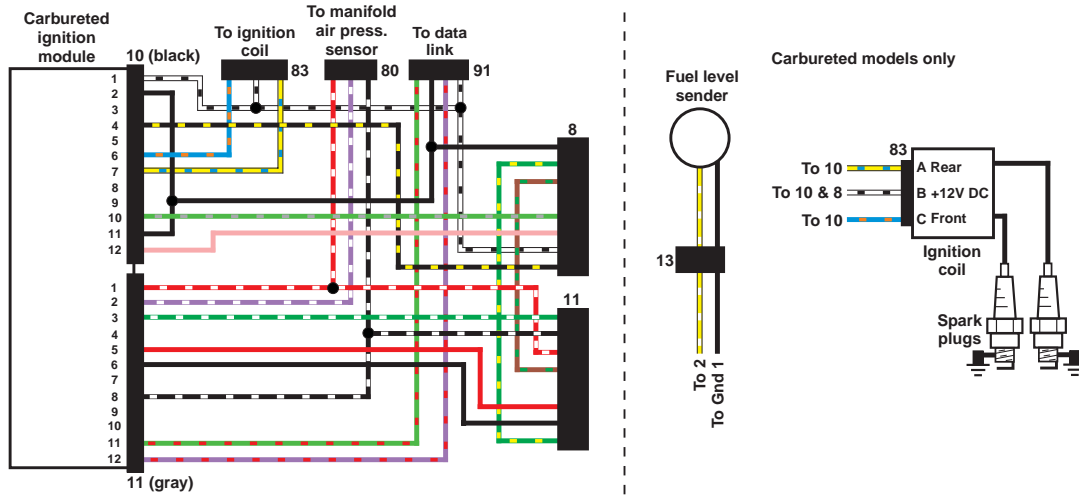 Carbureted
ignition
module
10 (black)
To ignition
coil
83
To manifold
air press.
sensor
80
To data
link
91
1
2
3
4
5
6
7
8
9
10
11
12
1
2
3
4
5
6
7
8
9
10
11
12
11 (gray)
8
11
Fuel level
sender
13
To 2
To Gnd 1
Carbureted models only
83
To 10
A Rear
To 10 & 8
B +12V DC
To 10
C Front
Ignition
coil
Spark
plugs